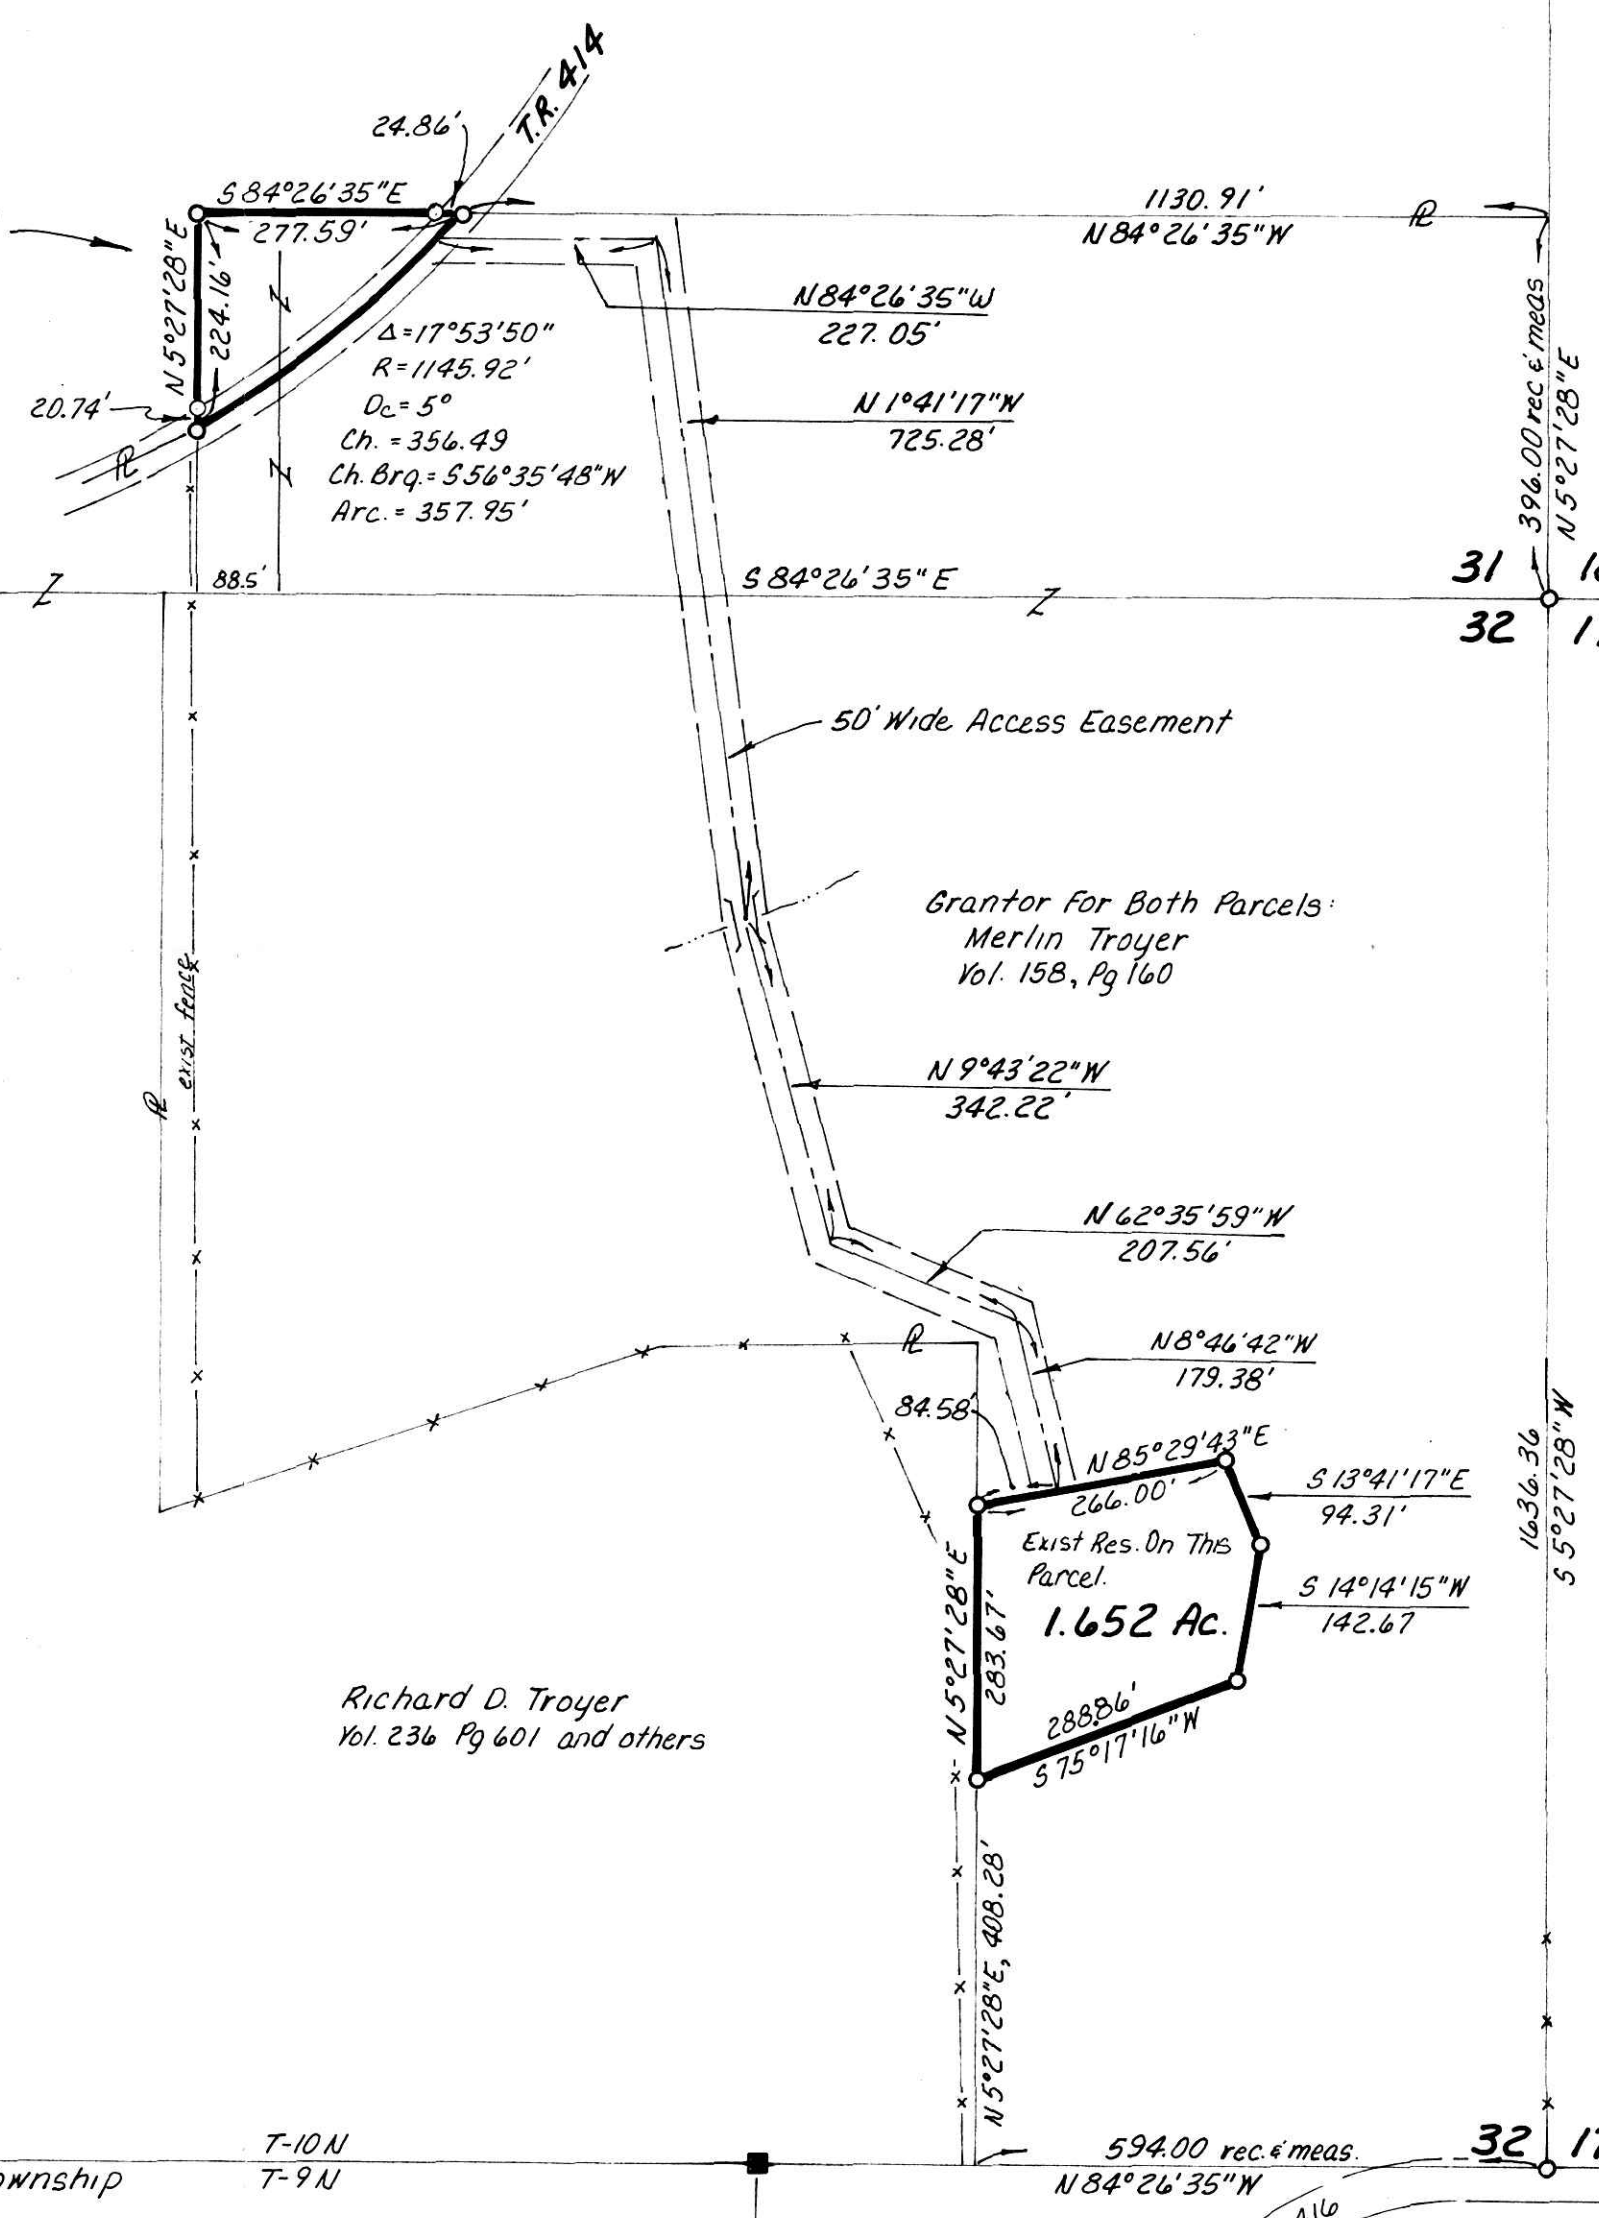 T.R. 414
24.86'
S 84°26'35"E
277.59'
1130.91'
N 84°26'35"W
N 5°27'28"E
224.16'
20.74'
N 84°26'35"W
227.05'
Δ = 17°53'50"
R = 1145.92'
Dc = 5°
Ch. = 356.49
Ch. Brg. = S 56°35'48"W
Arc. = 357.95'
N 1°41'17"W
725.28'
396.00 rec & meas
N 5°27'28"E
88.5'
S 84°26'35"E
31
32
50' Wide Access Easement
Grantor For Both Parcels:
Merlin Troyer
Vol. 158, Pg 160
exist fence
N 9°43'22"W
342.22'
N 62°35'59"W
207.56'
N 8°46'42"W
179.38'
84.58'
N 85°29'43"E
266.00'
S 13°41'17"E
94.31'
Exist Res. On This
Parcel.
1.652 Ac.
S 14°14'15"W
142.67
N 5°27'28"E
283.67'
288.86'
S 75°17'16"W
1636.36
S 5°27'28"W
Richard D. Troyer
Vol. 236 Pg 601 and others
N 5°27'28"E, 408.28'
T-10N
T-9N
ownship
594.00 rec. & meas.
N 84°26'35"W
32